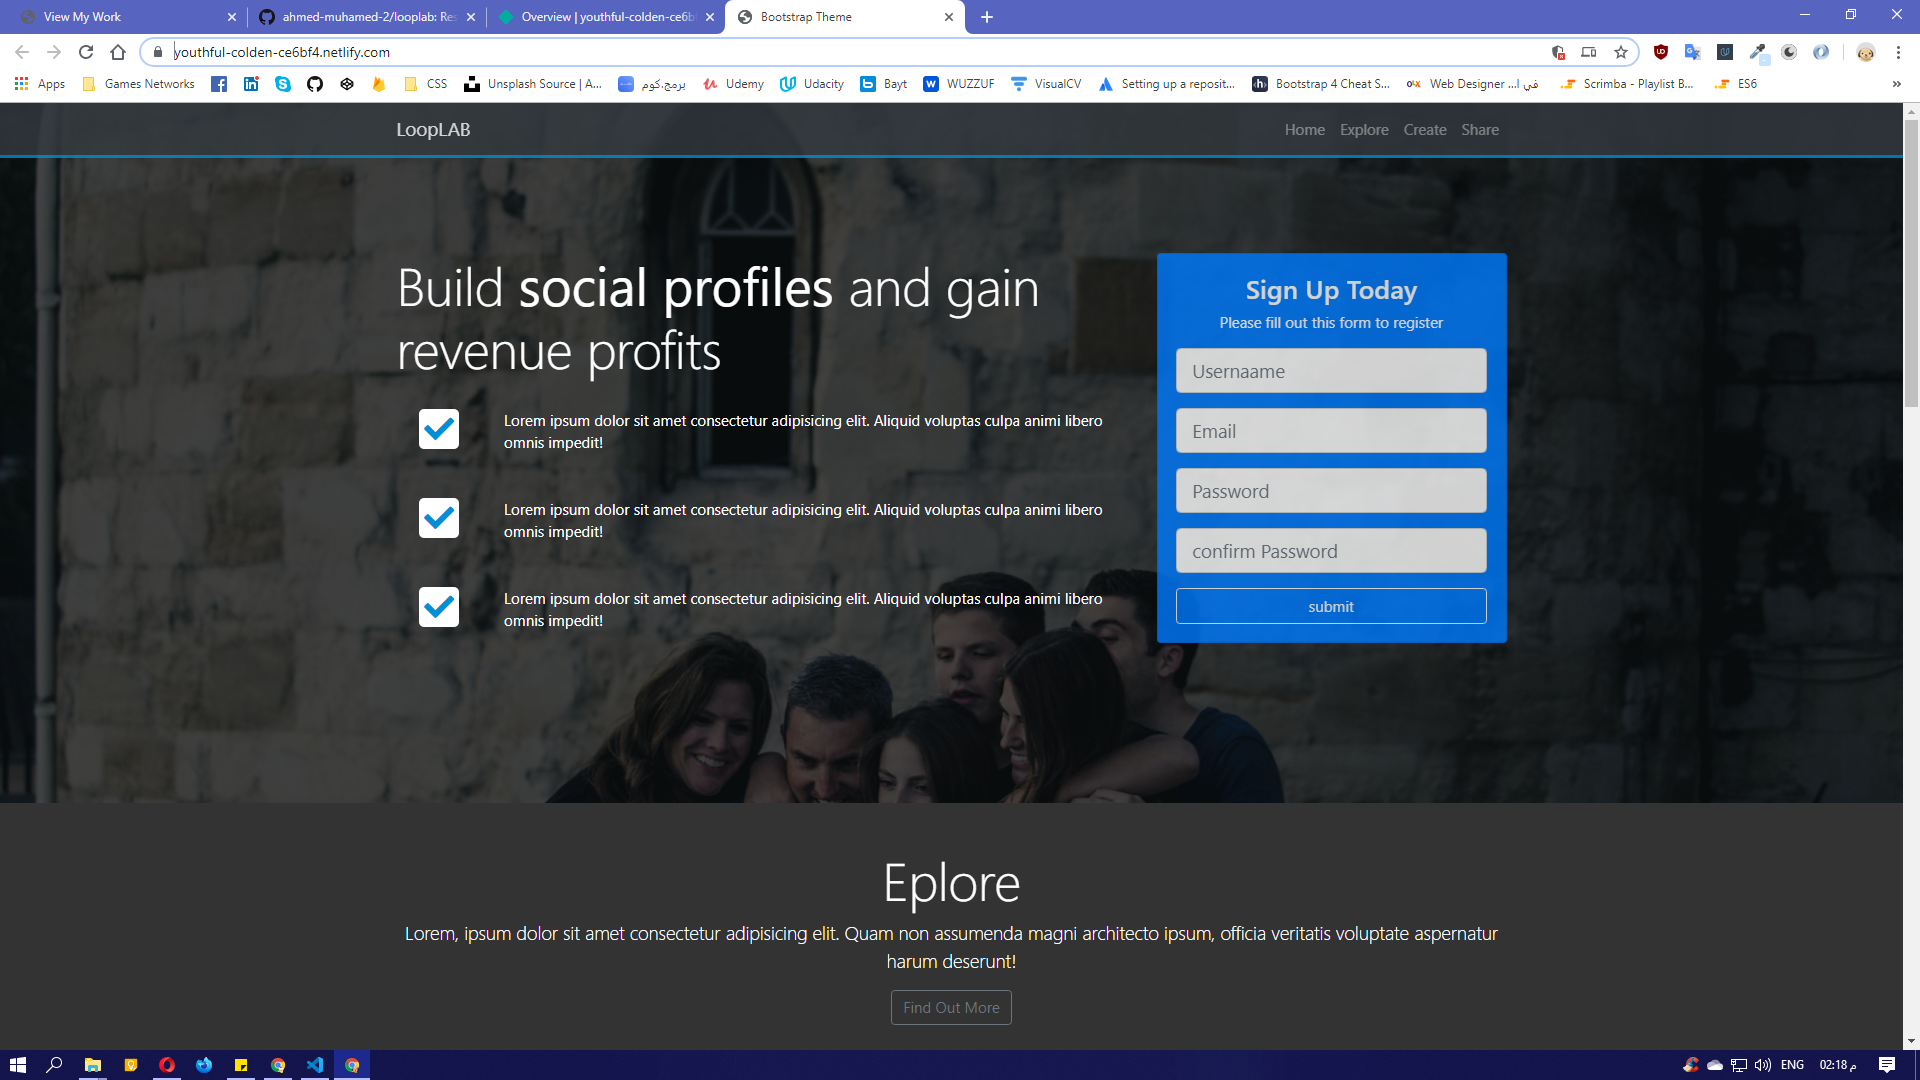 View My Work
ahmed-muhamed-2/looplab: Res
Overview | youthful-colden-ce6b
Bootstrap Theme
youthful-colden-ce6bf4.netlify.com
Apps
Games Networks
CSS
Unsplash Source | A...
برمج.كوم
Udemy
Udacity
Bayt
WUZZUF
VisualCV
Setting up a reposit...
Bootstrap 4 Cheat S...
Web Designer ...في ا
Scrimba - Playlist B...
ES6
LoopLAB
Home Explore Create Share
Build social profiles and gain
revenue profits
Lorem ipsum dolor sit amet consectetur adipisicing elit. Aliquid voluptas culpa animi libero
omnis impedit!
Lorem ipsum dolor sit amet consectetur adipisicing elit. Aliquid voluptas culpa animi libero
omnis impedit!
Lorem ipsum dolor sit amet consectetur adipisicing elit. Aliquid voluptas culpa animi libero
omnis impedit!
Sign Up Today
Please fill out this form to register
Usernaame
Email
Password
confirm Password
submit
Eplore
Lorem, ipsum dolor sit amet consectetur adipisicing elit. Quam non assumenda magni architecto ipsum, officia veritatis voluptate aspernatur
harum deserunt!
Find Out More
ENG
02:18 م